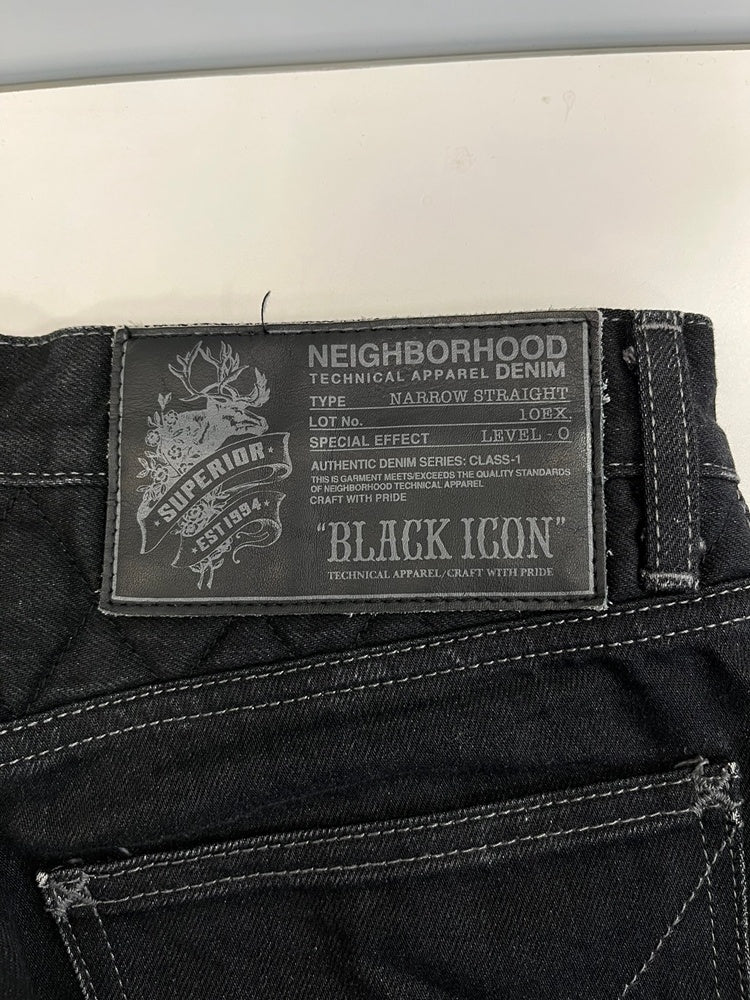 NEIGHBORHOOD
TECHNICAL APPAREL DENIM
TYPE NARROW STRAIGHT
LOT No. 10EX.
SPECIAL EFFECT LEVEL-0
AUTHENTIC DENIM SERIES: CLASS-1
THIS IS GARMENT MEETS/EXCEEDS THE QUALITY STANDARDS
OF NEIGHBORHOOD TECHNICAL APPAREL
CRAFT WITH PRIDE
"BLACK ICON"
TECHNICAL APPAREL/CRAFT WITH PRIDE
·SUPERIOR·
·EST1994·